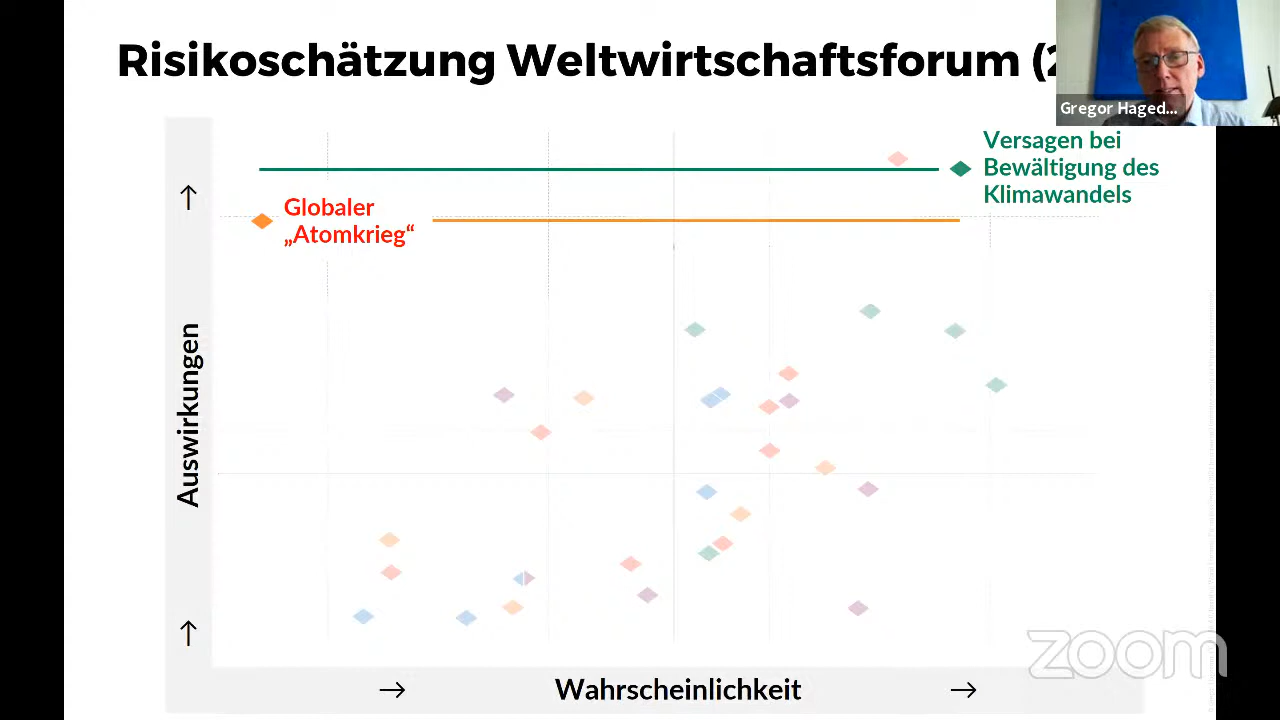 Risikoschätzung Weltwirtschaftsforum (2
Gregor Haged...
Versagen bei
Bewältigung des
Klimawandels
Globaler
„Atomkrieg“
Auswirkungen
Wahrscheinlichkeit
zoom